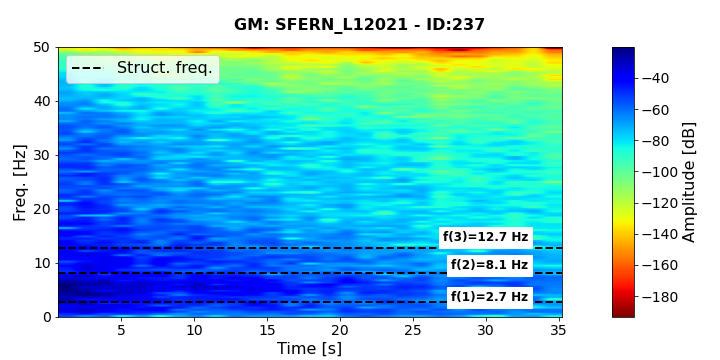 GM: SFERN_L12021 - ID:237
50
40
30
20
10
0
Freq. [Hz]
Struct. freq.
f(3)=12.7 Hz
f(2)=8.1 Hz
f(1)=2.7 Hz
5 10 15 20 25 30 35
Time [s]
−40
−60
−80
−100
−120
−140
−160
−180
Amplitude [dB]